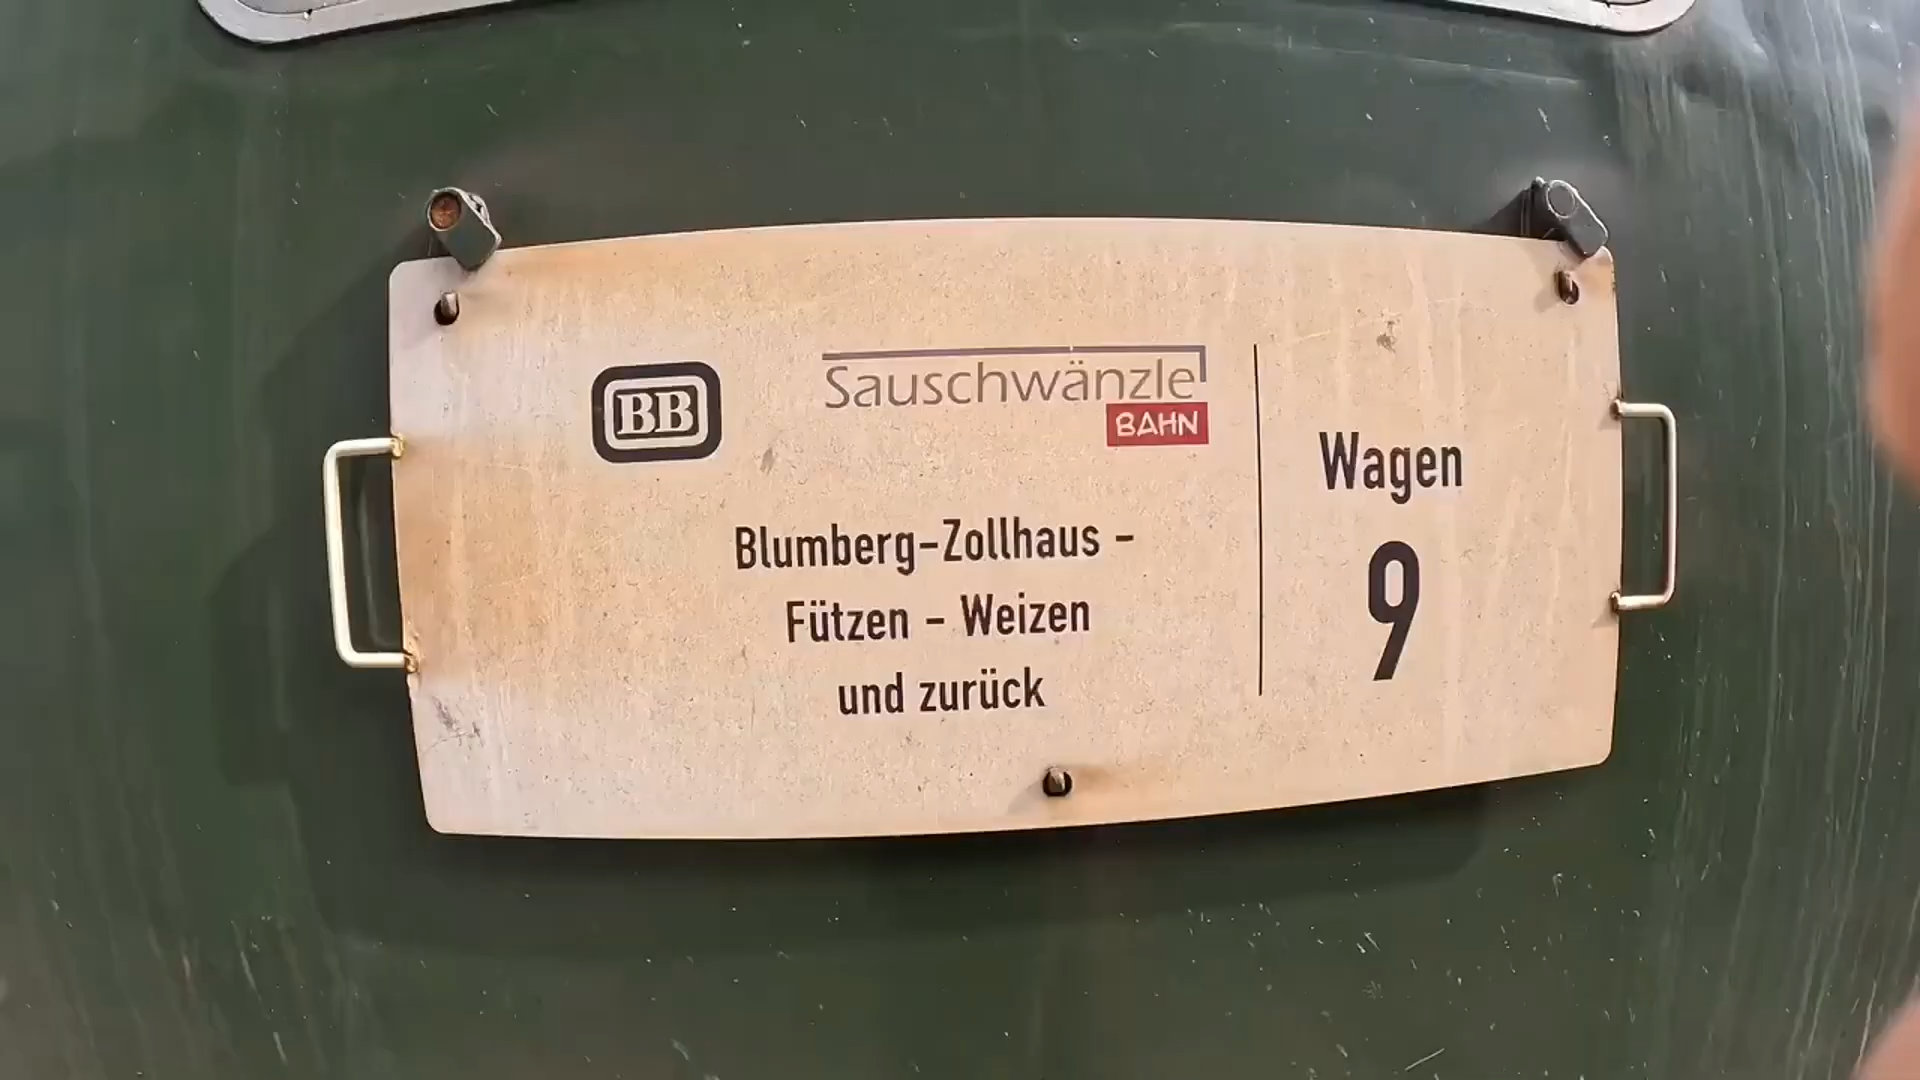 BB
Sauschwänzle
BAHN
Blumberg-Zollhaus -
Fützen - Weizen
und zurück
Wagen
9